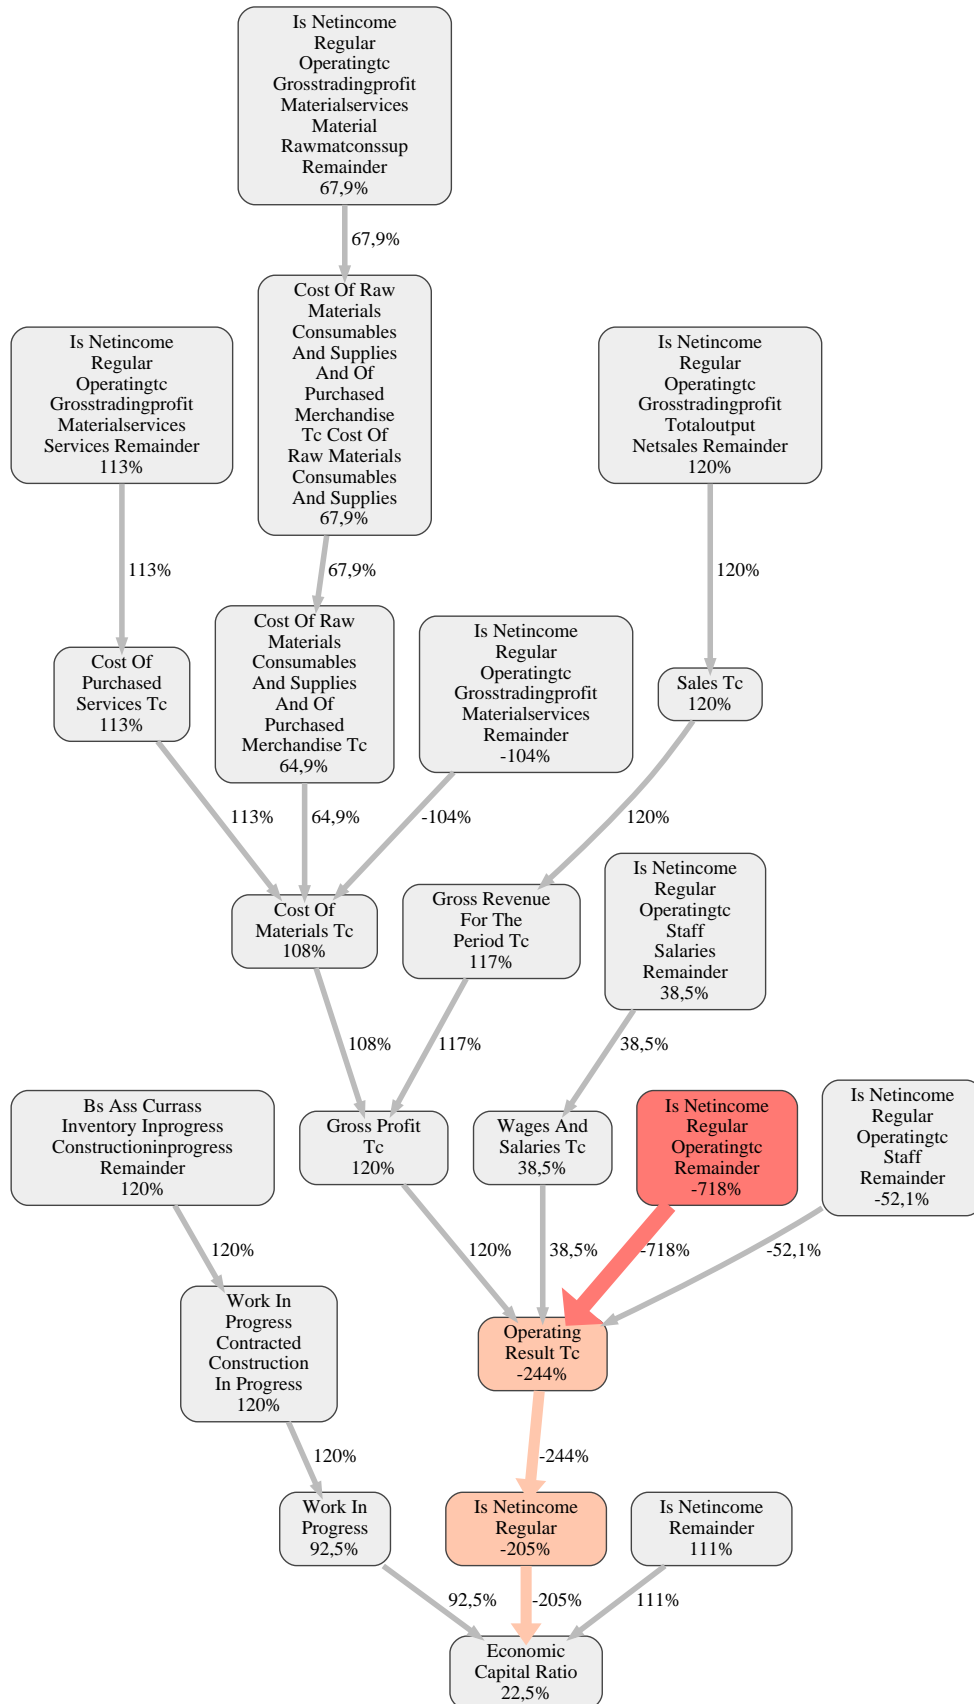 Is Netincome
Regular
Operatingtc
Grosstradingprofit
Materialservices
Material
Rawmatconssup
Remainder
67,9%
67,9%
Cost Of Raw
Materials
Consumables
And Supplies
And Of
Purchased
Merchandise
Tc Cost Of
Raw Materials
Consumables
And Supplies
67,9%
Is Netincome
Regular
Operatingtc
Grosstradingprofit
Materialservices
Services Remainder
113%
Is Netincome
Regular
Operatingtc
Grosstradingprofit
Totaloutput
Netsales Remainder
120%
113%
67,9%
120%
Cost Of
Purchased
Services Tc
113%
Cost Of Raw
Materials
Consumables
And Supplies
And Of
Purchased
Merchandise Tc
64,9%
Is Netincome
Regular
Operatingtc
Grosstradingprofit
Materialservices
Remainder
-104%
Sales Tc
120%
113%
64,9%
-104%
120%
Cost Of
Materials Tc
108%
Gross Revenue
For The
Period Tc
117%
Is Netincome
Regular
Operatingtc
Staff
Salaries
Remainder
38,5%
108%
117%
38,5%
Bs Ass Currass
Inventory Inprogress
Constructioninprogress
Remainder
120%
Gross Profit
Tc
120%
Wages And
Salaries Tc
38,5%
Is Netincome
Regular
Operatingtc
Remainder
-718%
Is Netincome
Regular
Operatingtc
Staff
Remainder
-52,1%
120%
120%
38,5%
-718%
-52,1%
Work In
Progress
Contracted
Construction
In Progress
120%
Operating
Result Tc
-244%
120%
-244%
Work In
Progress
92,5%
Is Netincome
Regular
-205%
Is Netincome
Remainder
111%
92,5%
-205%
111%
Economic
Capital Ratio
22,5%